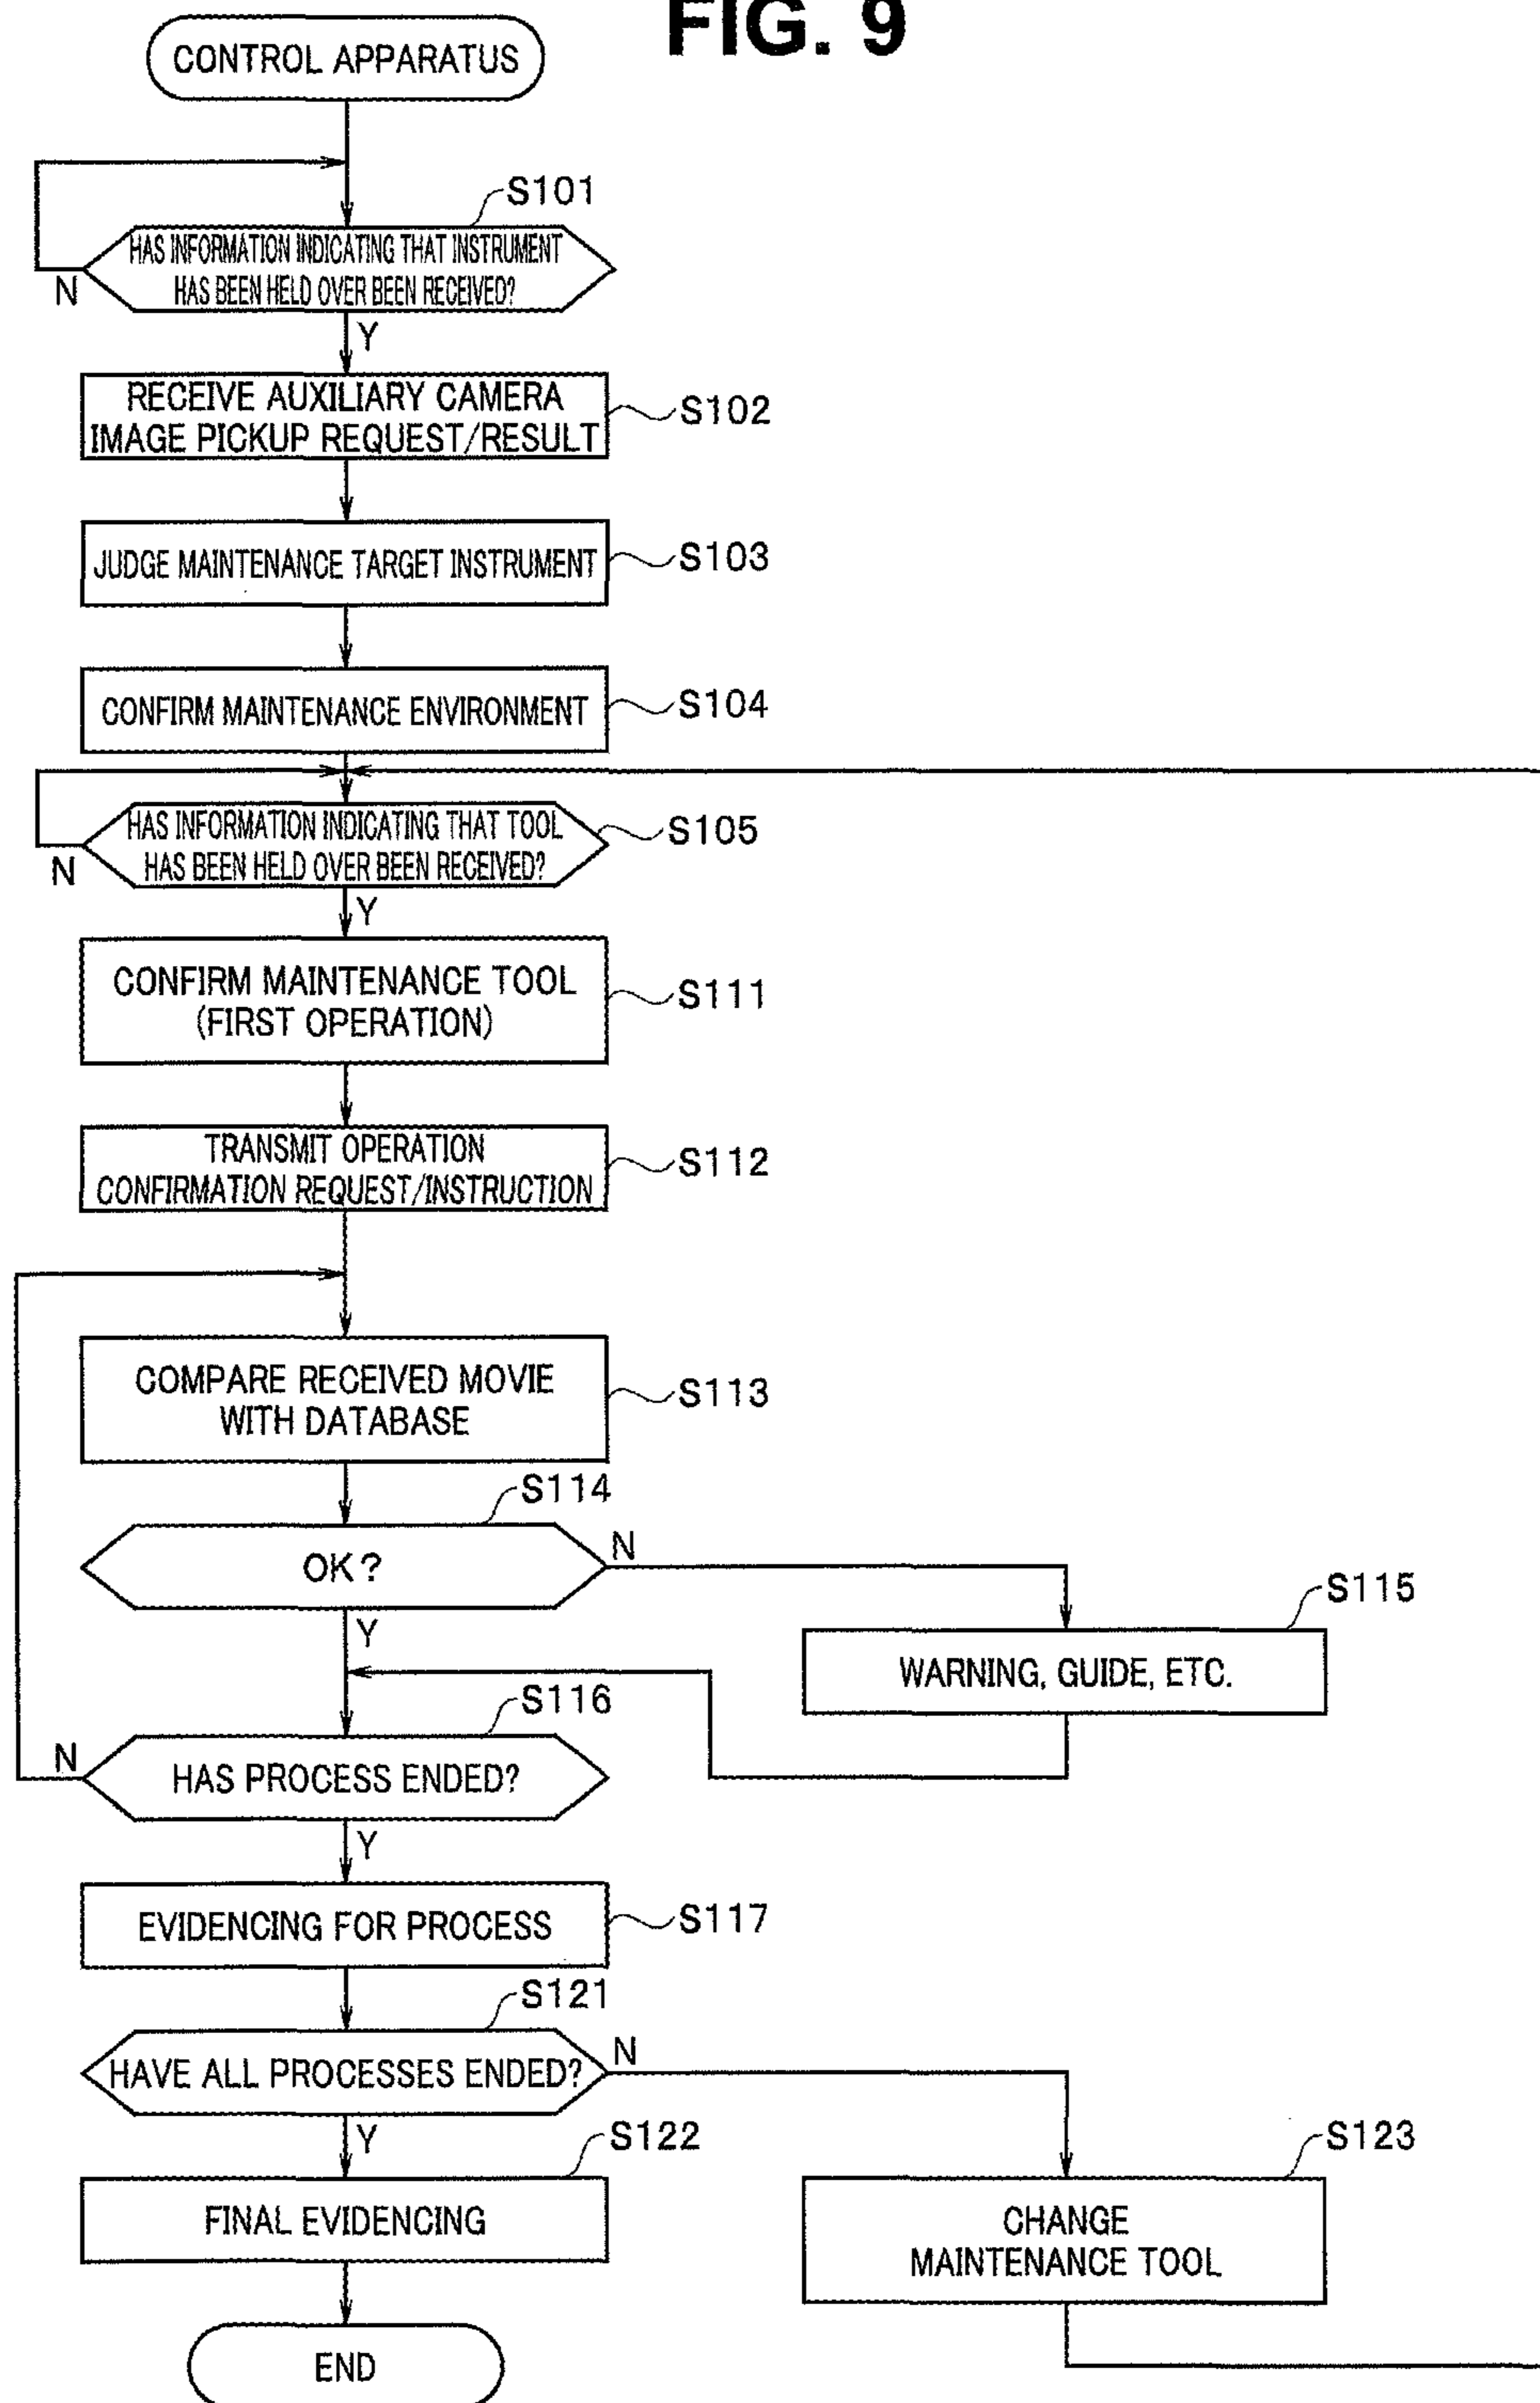 FIG. 9
CONTROL APPARATUS
S101
HAS INFORMATION INDICATING THAT INSTRUMENT
HAS BEEN HELD OVER BEEN RECEIVED?
N
Y
RECEIVE AUXILIARY CAMERA
IMAGE PICKUP REQUEST/RESULT
S102
JUDGE MAINTENANCE TARGET INSTRUMENT
S103
CONFIRM MAINTENANCE ENVIRONMENT
S104
HAS INFORMATION INDICATING THAT TOOL
HAS BEEN HELD OVER BEEN RECEIVED?
S105
N
Y
CONFIRM MAINTENANCE TOOL
(FIRST OPERATION)
S111
TRANSMIT OPERATION
CONFIRMATION REQUEST/INSTRUCTION
S112
COMPARE RECEIVED MOVIE
WITH DATABASE
S113
S114
OK?
N
Y
S115
WARNING, GUIDE, ETC.
S116
HAS PROCESS ENDED?
N
Y
EVIDENCING FOR PROCESS
S117
S121
HAVE ALL PROCESSES ENDED?
N
Y
S122
FINAL EVIDENCING
S123
CHANGE
MAINTENANCE TOOL
END